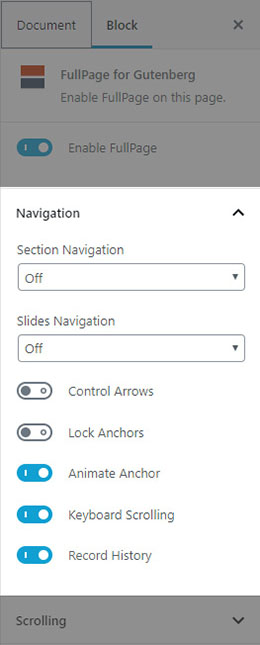 Document Block ×
FullPage for Gutenberg
Enable FullPage on this page.
Enable FullPage
Navigation
Section Navigation
Off
Slides Navigation
Off
Control Arrows
Lock Anchors
Animate Anchor
Keyboard Scrolling
Record History
Scrolling